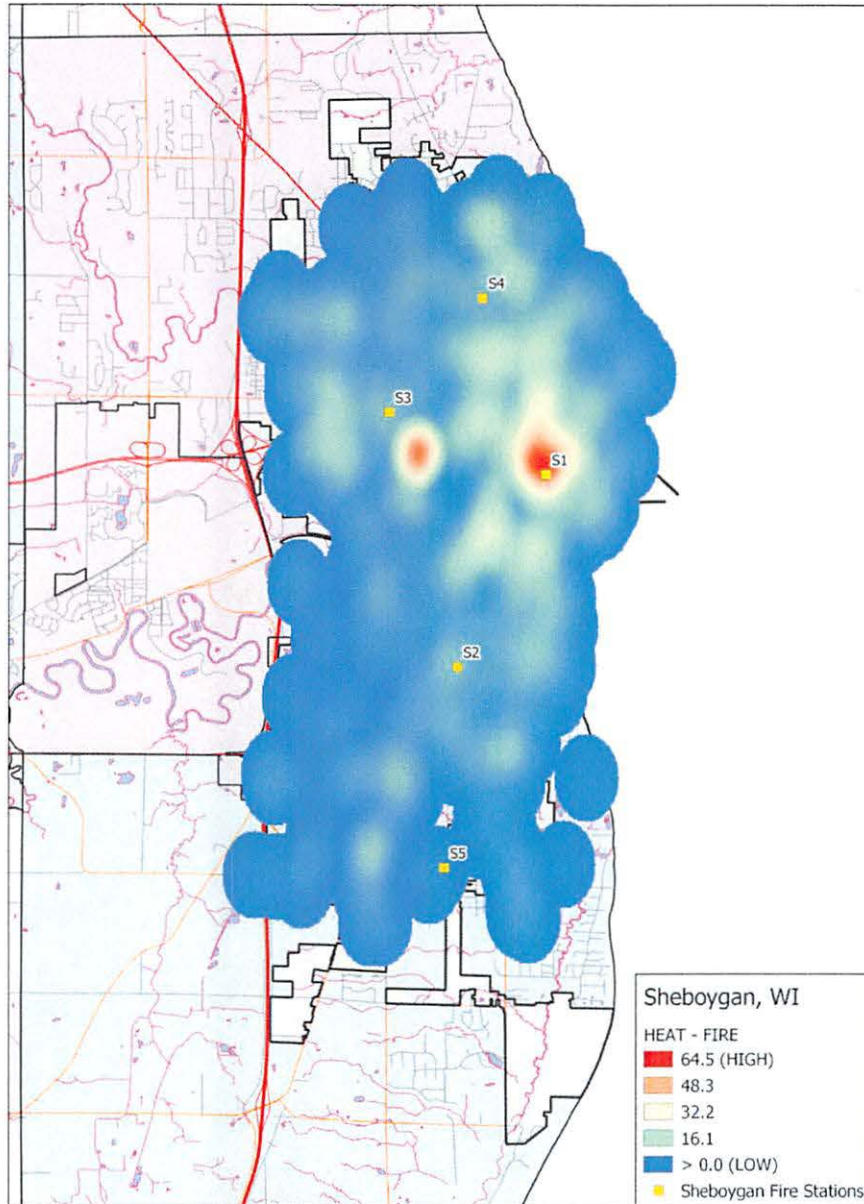 S4
S3
S1
S2
S5
Sheboygan, WI
HEAT - FIRE
64.5 (HIGH)
48.3
32.2
16.1
> 0.0 (LOW)
Sheboygan Fire Stations